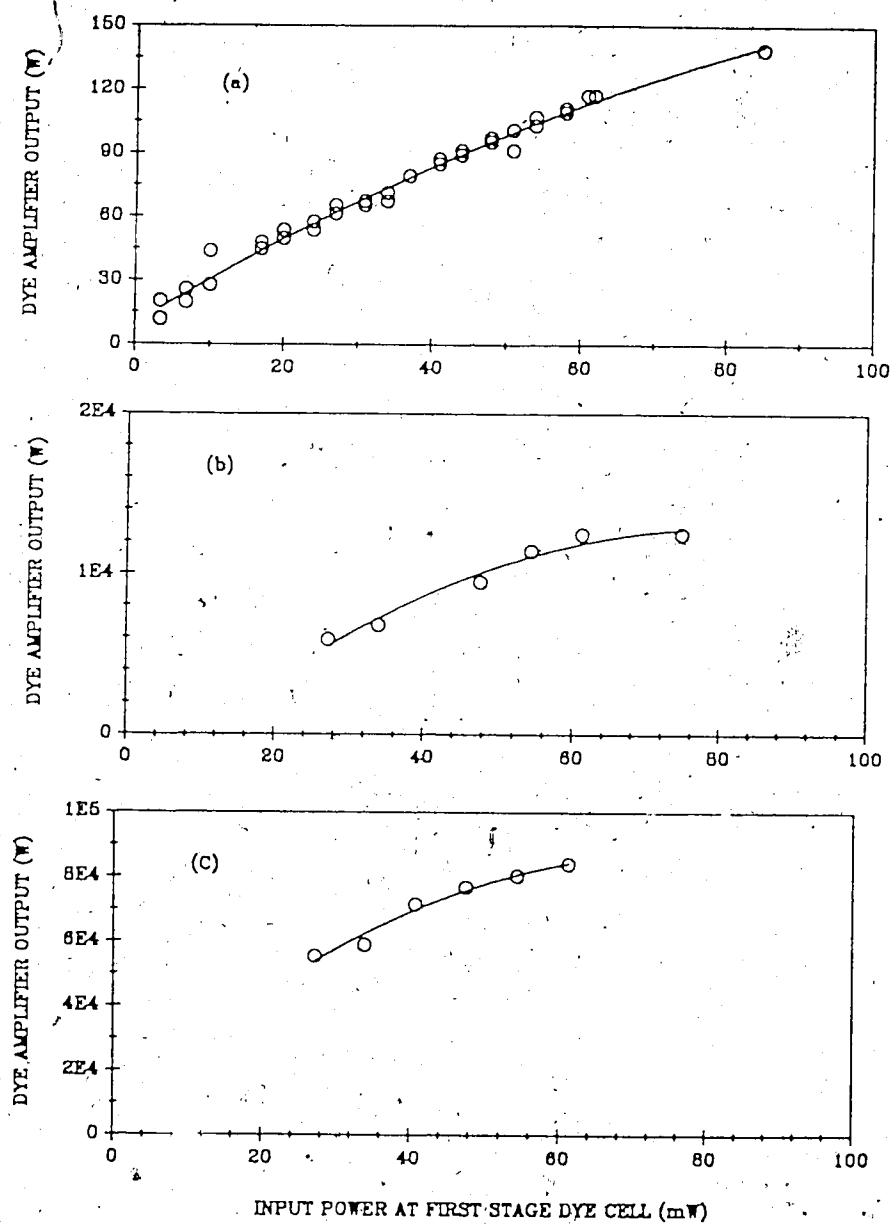 150
120
90
60
30
0
DYE AMPLIFIER OUTPUT (W)
(a)
0 20 40 60 80 100
2E4
1E4
0
DYE AMPLIFIER OUTPUT (W)
(b)
0 20 40 60 80 100
1E5
8E4
6E4
4E4
2E4
0
DYE AMPLIFIER OUTPUT (W)
(C)
0 20 40 60 80 100
INPUT POWER AT FIRST STAGE DYE CELL (mW)